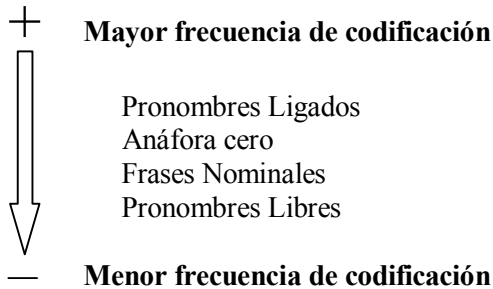 + Mayor frecuencia de codificación
Pronombres Ligados
Anáfora cero
Frases Nominales
Pronombres Libres
— Menor frecuencia de codificación